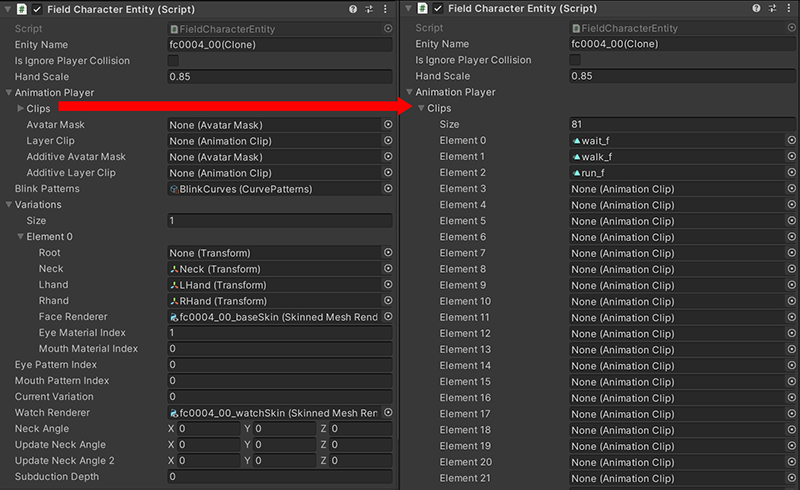 Field Character Entity (Script)
Script FieldCharacterEntity
Enity Name fc0004_00(Clone)
Is Ignore Player Collision
Hand Scale 0.85
Animation Player
Clips
Avatar Mask None (Avatar Mask)
Layer Clip None (Animation Clip)
Additive Avatar Mask None (Avatar Mask)
Additive Layer Clip None (Animation Clip)
Blink Patterns BlinkCurves (CurvePatterns)
Variations
Size 1
Element 0
Root None (Transform)
Neck Neck (Transform)
Lhand LHand (Transform)
Rhand RHand (Transform)
Face Renderer fc0004_00_baseSkin (Skinned Mesh Rend
Eye Material Index 1
Mouth Material Index 0
Eye Pattern Index 0
Mouth Pattern Index 0
Current Variation 0
Watch Renderer fc0004_00_watchSkin (Skinned Mesh Ren
Neck Angle X 0 Y 0 Z 0
Update Neck Angle X 0 Y 0 Z 0
Update Neck Angle 2 X 0 Y 0 Z 0
Subduction Depth 0
Field Character Entity (Script)
Script FieldCharacterEntity
Enity Name fc0004_00(Clone)
Is Ignore Player Collision
Hand Scale 0.85
Animation Player
Clips
Size 81
Element 0 wait_f
Element 1 walk_f
Element 2 run_f
Element 3 None (Animation Clip)
Element 4 None (Animation Clip)
Element 5 None (Animation Clip)
Element 6 None (Animation Clip)
Element 7 None (Animation Clip)
Element 8 None (Animation Clip)
Element 9 None (Animation Clip)
Element 10 None (Animation Clip)
Element 11 None (Animation Clip)
Element 12 None (Animation Clip)
Element 13 None (Animation Clip)
Element 14 None (Animation Clip)
Element 15 None (Animation Clip)
Element 16 None (Animation Clip)
Element 17 None (Animation Clip)
Element 18 None (Animation Clip)
Element 19 None (Animation Clip)
Element 20 None (Animation Clip)
Element 21 None (Animation Clip)